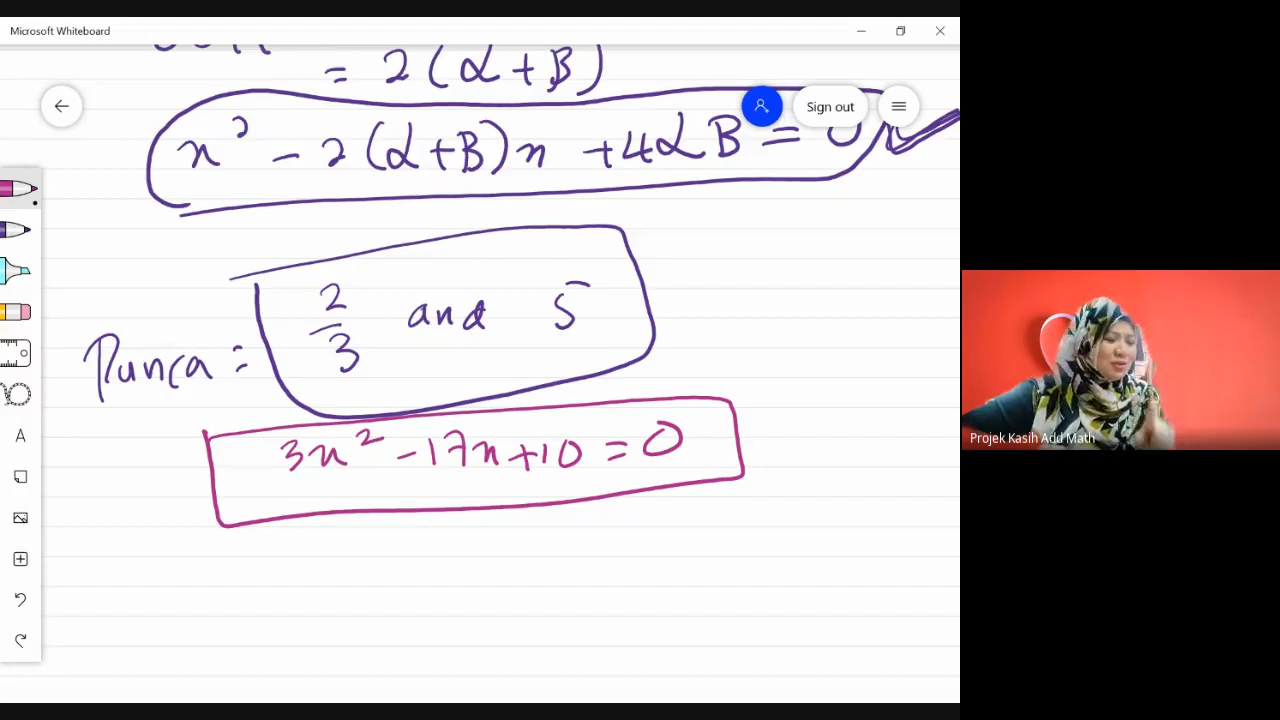 Microsoft Whiteboard
= 2(α+β)
Sign out
x² - 2(α+β)x + 4αβ = 0
Punca = 2/3 and 5
3x² - 17x + 10 = 0
Projek Kasih Add Math